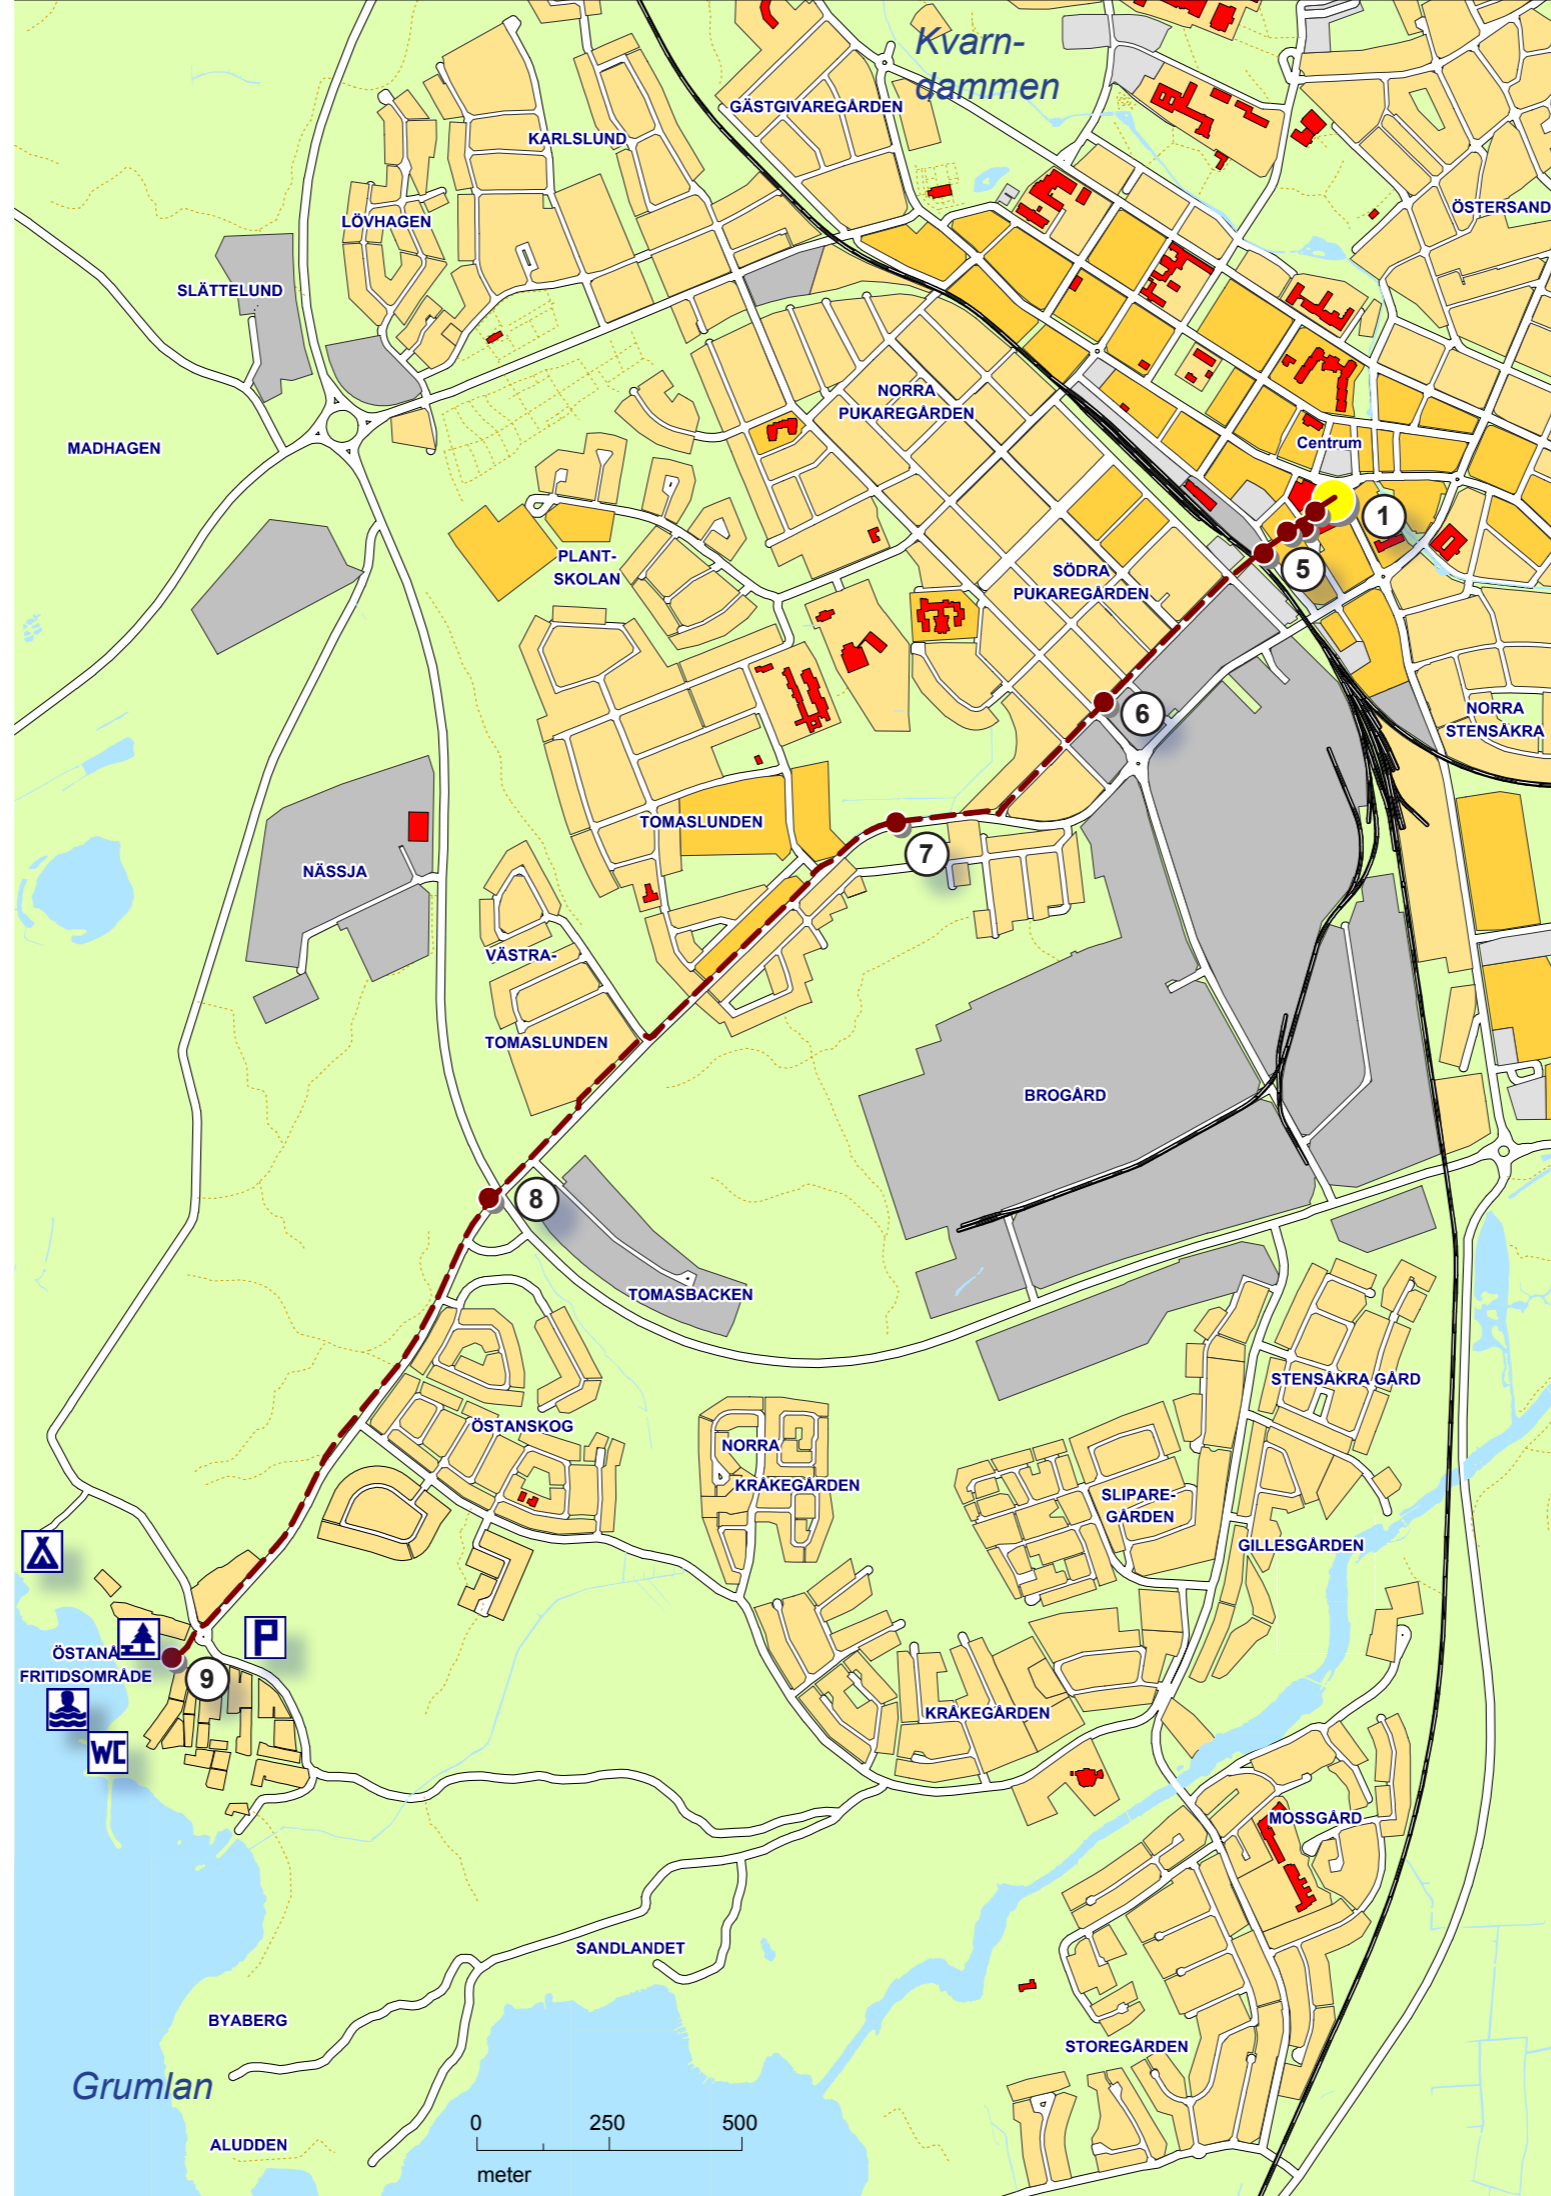 Kvarn-
dammen
GÄSTGIVAREGÅRDEN
KARLSLUND
ÖSTERSAND
LÖVHAGEN
SLÄTTELUND
NORRA
PUKAREGÅRDEN
Centrum
MADHAGEN
1
PLANT-
SKOLAN
5
SÖDRA
PUKAREGÅRDEN
6
NORRA
STENSÅKRA
TOMASLUNDEN
7
NÄSSJA
VÄSTRA-
TOMASLUNDEN
BROGÅRD
8
TOMASBACKEN
STENSÅKRA GÅRD
ÖSTANSKOG
NORRA
KRÅKEGÅRDEN
SLIPARE-
GÅRDEN
GILLESGÅRDEN
P
ÖSTANÅ
FRITIDSOMRÅDE
9
KRÅKEGÅRDEN
WC
MOSSGÅRD
SANDLANDET
BYABERG
STOREGÅRDEN
Grumlan
0 250 500
ALUDDEN
meter